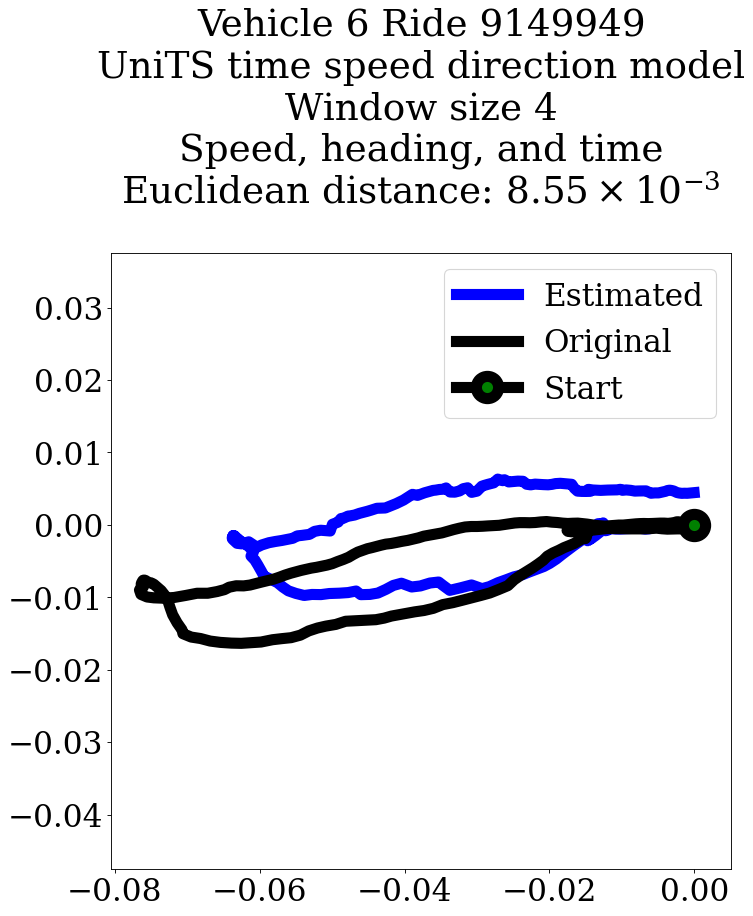 Vehicle 6 Ride 9149949
UniTS time speed direction model
Window size 4
Speed, heading, and time
Euclidean distance: 8.55 × 10⁻³
Estimated
Original
Start
0.03
0.02
0.01
0.00
−0.01
−0.02
−0.03
−0.04
−0.08 −0.06 −0.04 −0.02 0.00